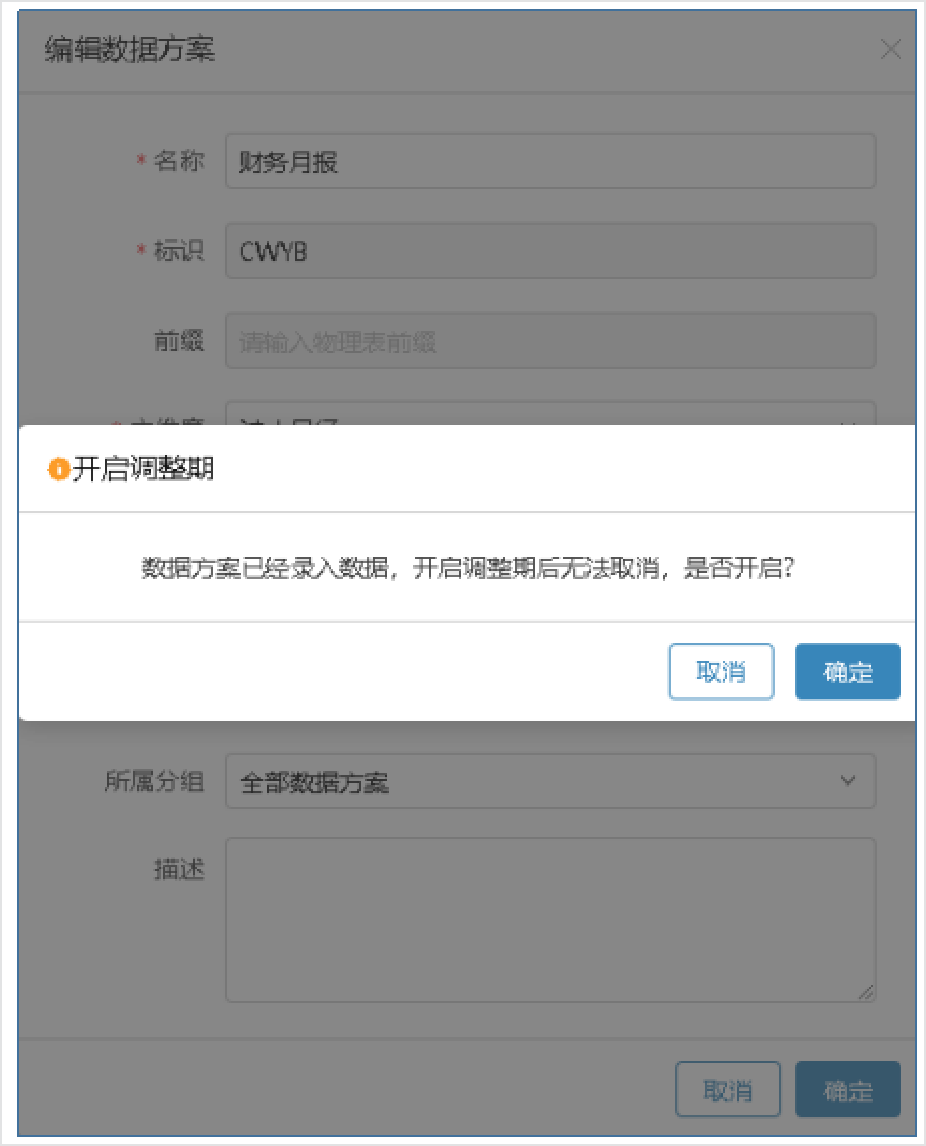 编辑数据方案
* 名称 财务月报
* 标识 CWYB
前缀 请输入物理表前缀
开启调整期
数据方案已经录入数据，开启调整期后无法取消，是否开启？
取消 确定
所属分组 全部数据方案
描述
取消 确定